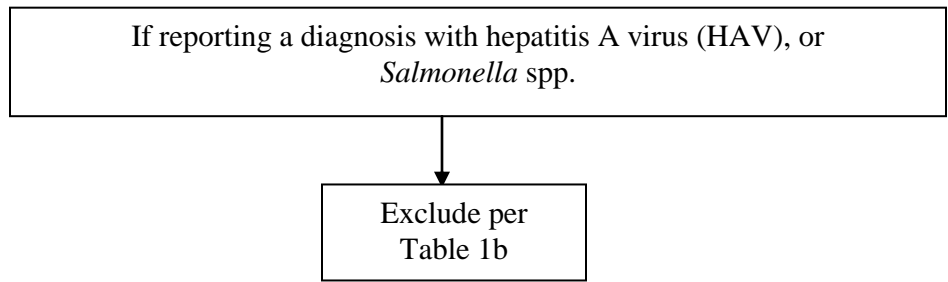 If reporting a diagnosis with hepatitis A virus (HAV), or
Salmonella spp.
Exclude per
Table 1b